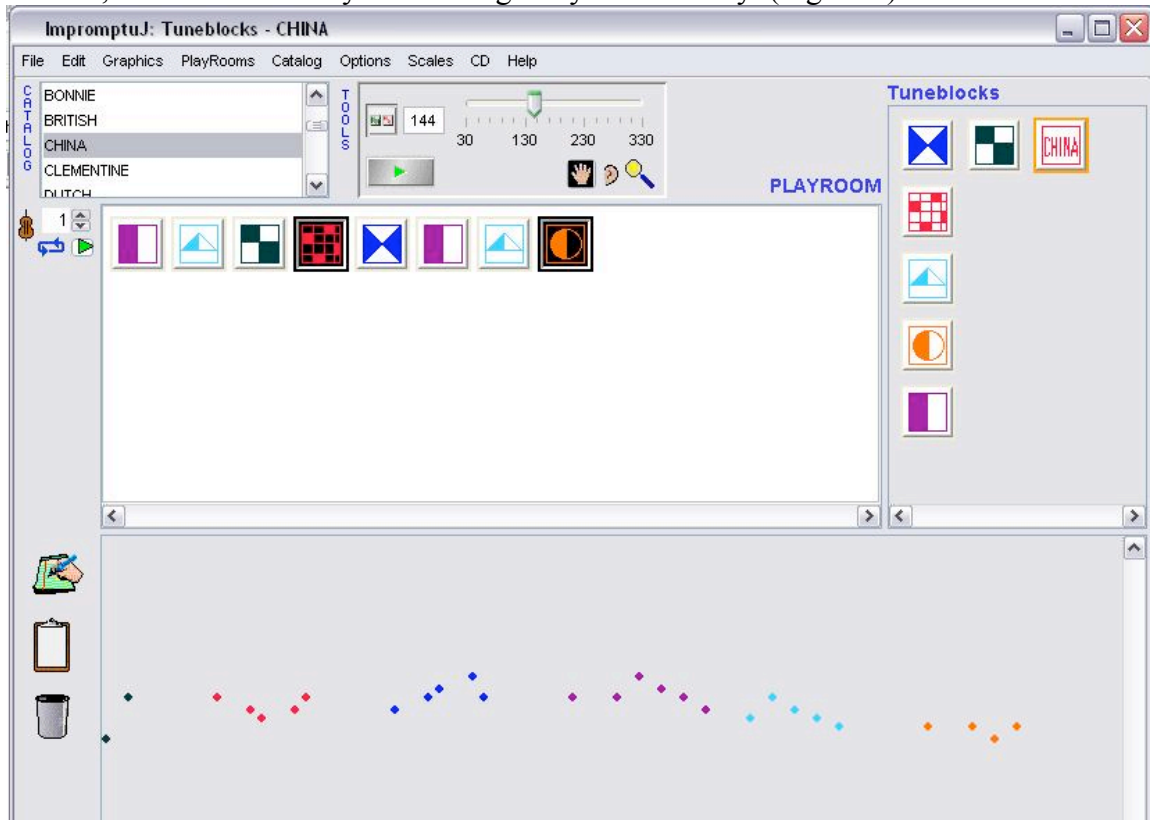 ImpromptuJ: Tuneblocks - CHINA
File Edit Graphics PlayRooms Catalog Options Scales CD Help
CATALOG
BONNIE
BRITISH
CHINA
CLEMENTINE
DUTCH
TOOLS
144
30 130 230 330
PLAYROOM
Tuneblocks
CHINA
1